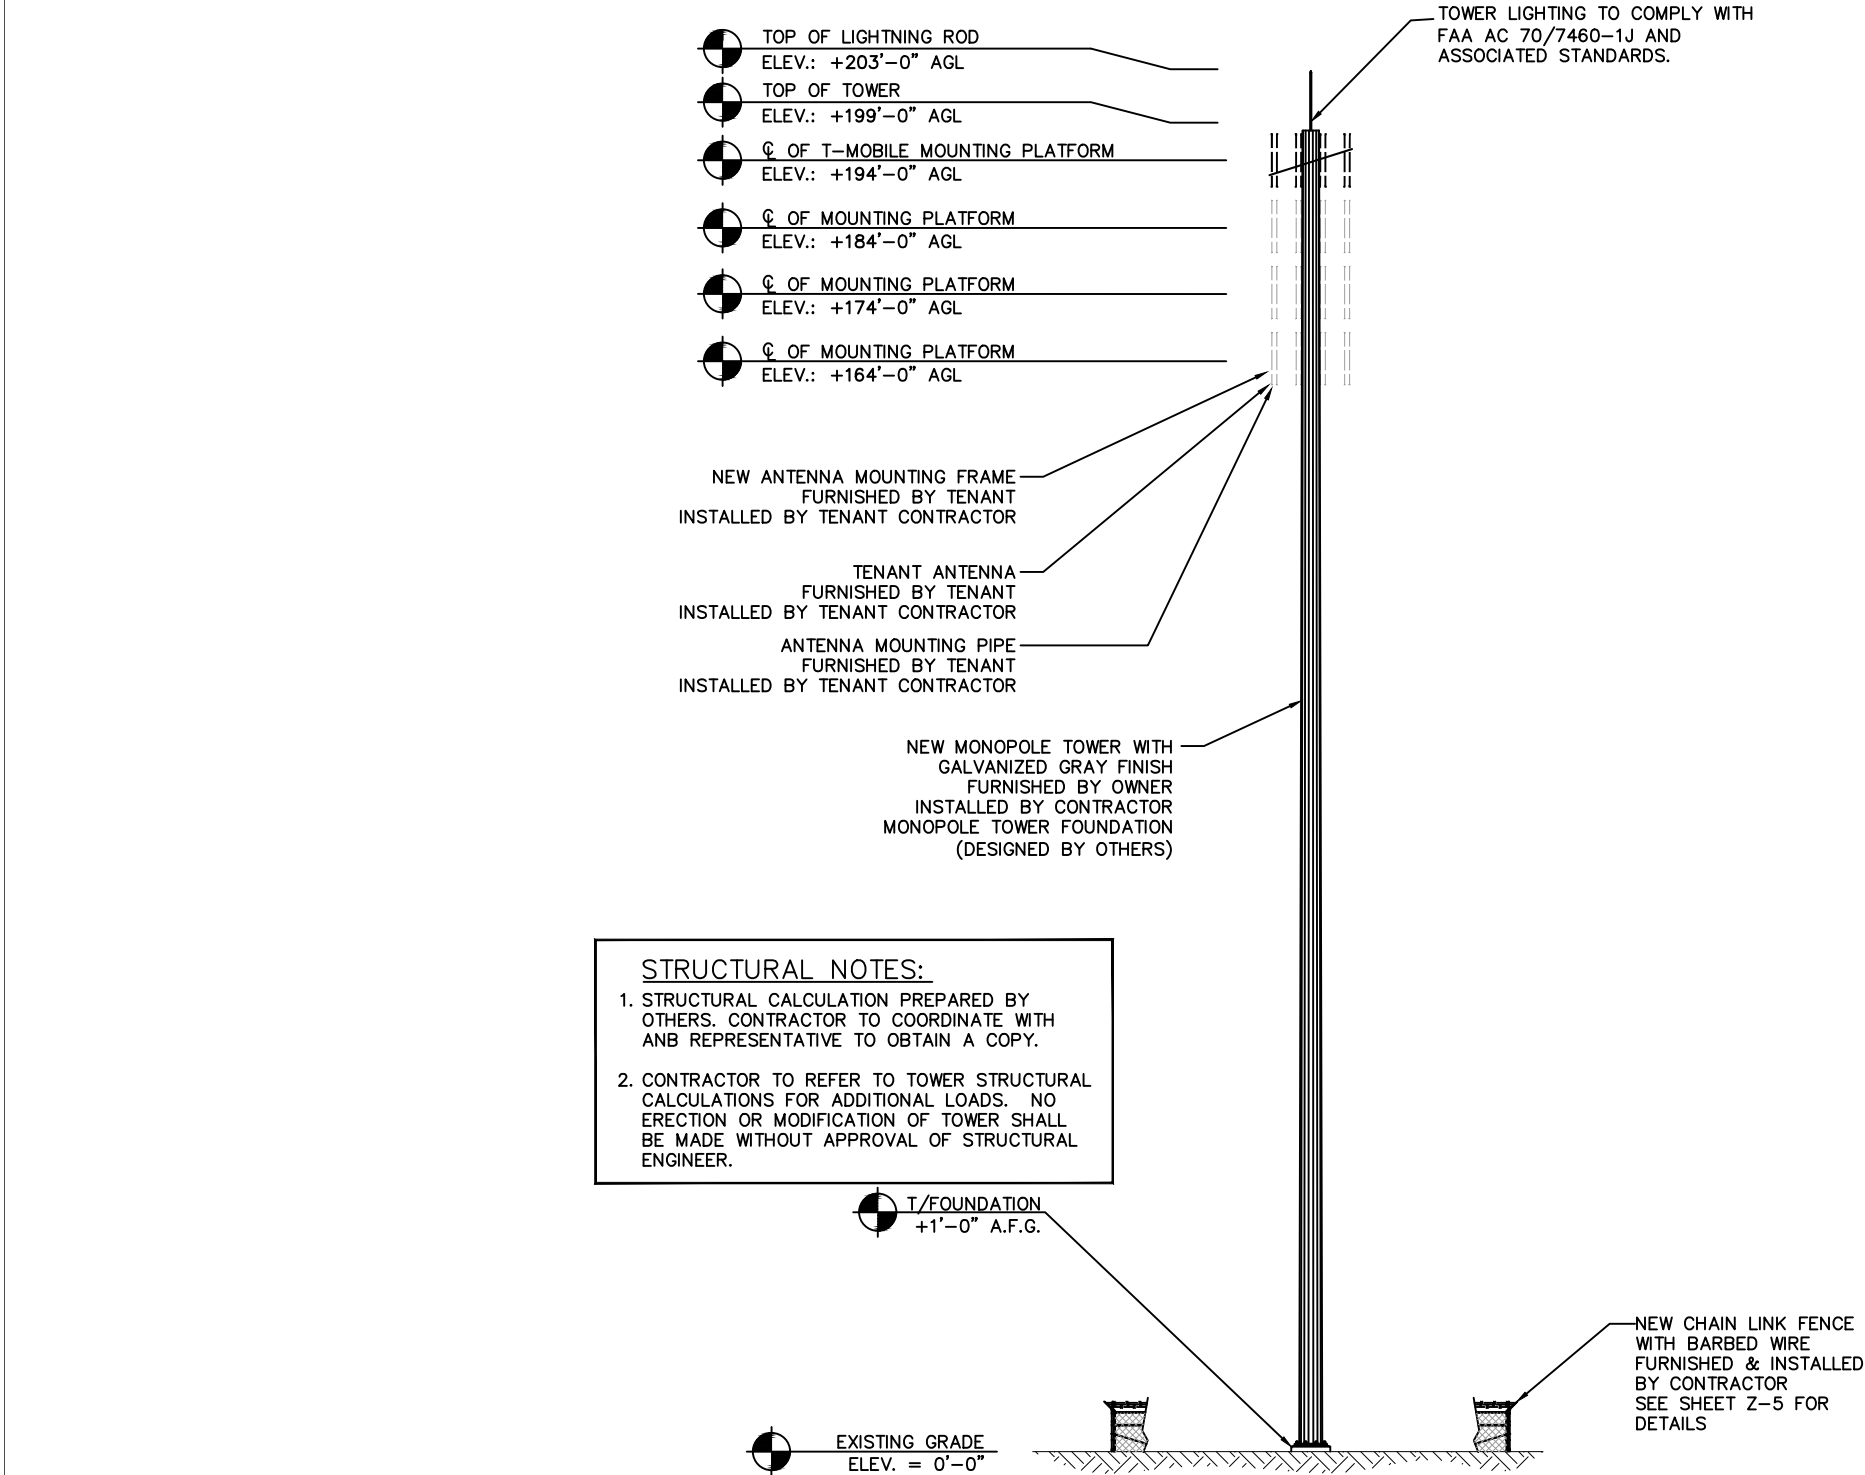 TOWER LIGHTING TO COMPLY WITH
FAA AC 70/7460-1J AND
ASSOCIATED STANDARDS.
TOP OF LIGHTNING ROD
ELEV.: +203'-0" AGL
TOP OF TOWER
ELEV.: +199'-0" AGL
℄ OF T-MOBILE MOUNTING PLATFORM
ELEV.: +194'-0" AGL
℄ OF MOUNTING PLATFORM
ELEV.: +184'-0" AGL
℄ OF MOUNTING PLATFORM
ELEV.: +174'-0" AGL
℄ OF MOUNTING PLATFORM
ELEV.: +164'-0" AGL
NEW ANTENNA MOUNTING FRAME
FURNISHED BY TENANT
INSTALLED BY TENANT CONTRACTOR
TENANT ANTENNA
FURNISHED BY TENANT
INSTALLED BY TENANT CONTRACTOR
ANTENNA MOUNTING PIPE
FURNISHED BY TENANT
INSTALLED BY TENANT CONTRACTOR
NEW MONOPOLE TOWER WITH
GALVANIZED GRAY FINISH
FURNISHED BY OWNER
INSTALLED BY CONTRACTOR
MONOPOLE TOWER FOUNDATION
(DESIGNED BY OTHERS)
STRUCTURAL NOTES:
1. STRUCTURAL CALCULATION PREPARED BY
OTHERS. CONTRACTOR TO COORDINATE WITH
ANB REPRESENTATIVE TO OBTAIN A COPY.
2. CONTRACTOR TO REFER TO TOWER STRUCTURAL
CALCULATIONS FOR ADDITIONAL LOADS. NO
ERECTION OR MODIFICATION OF TOWER SHALL
BE MADE WITHOUT APPROVAL OF STRUCTURAL
ENGINEER.
T/FOUNDATION
+1'-0" A.F.G.
NEW CHAIN LINK FENCE
WITH BARBED WIRE
FURNISHED & INSTALLED
BY CONTRACTOR
SEE SHEET Z-5 FOR
DETAILS
EXISTING GRADE
ELEV. = 0'-0"